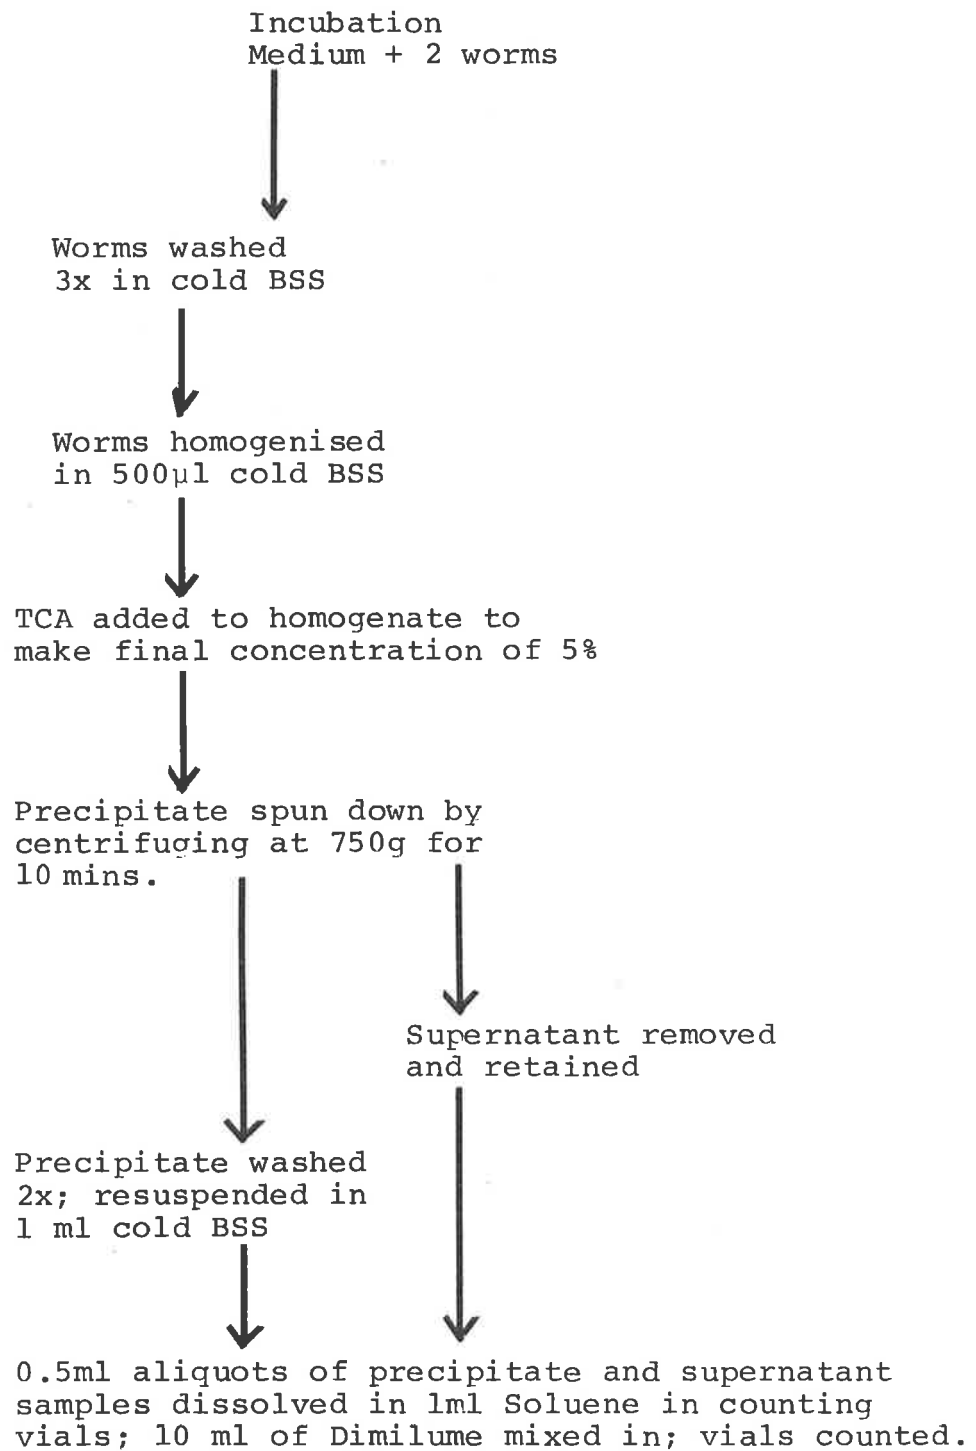 Incubation
Medium + 2 worms
Worms washed
3x in cold BSS
Worms homogenised
in 500µl cold BSS
TCA added to homogenate to
make final concentration of 5%
Precipitate spun down by
centrifuging at 750g for
10 mins.
Supernatant removed
and retained
Precipitate washed
2x; resuspended in
1 ml cold BSS
0.5ml aliquots of precipitate and supernatant
samples dissolved in 1ml Soluene in counting
vials; 10 ml of Dimilume mixed in; vials counted.